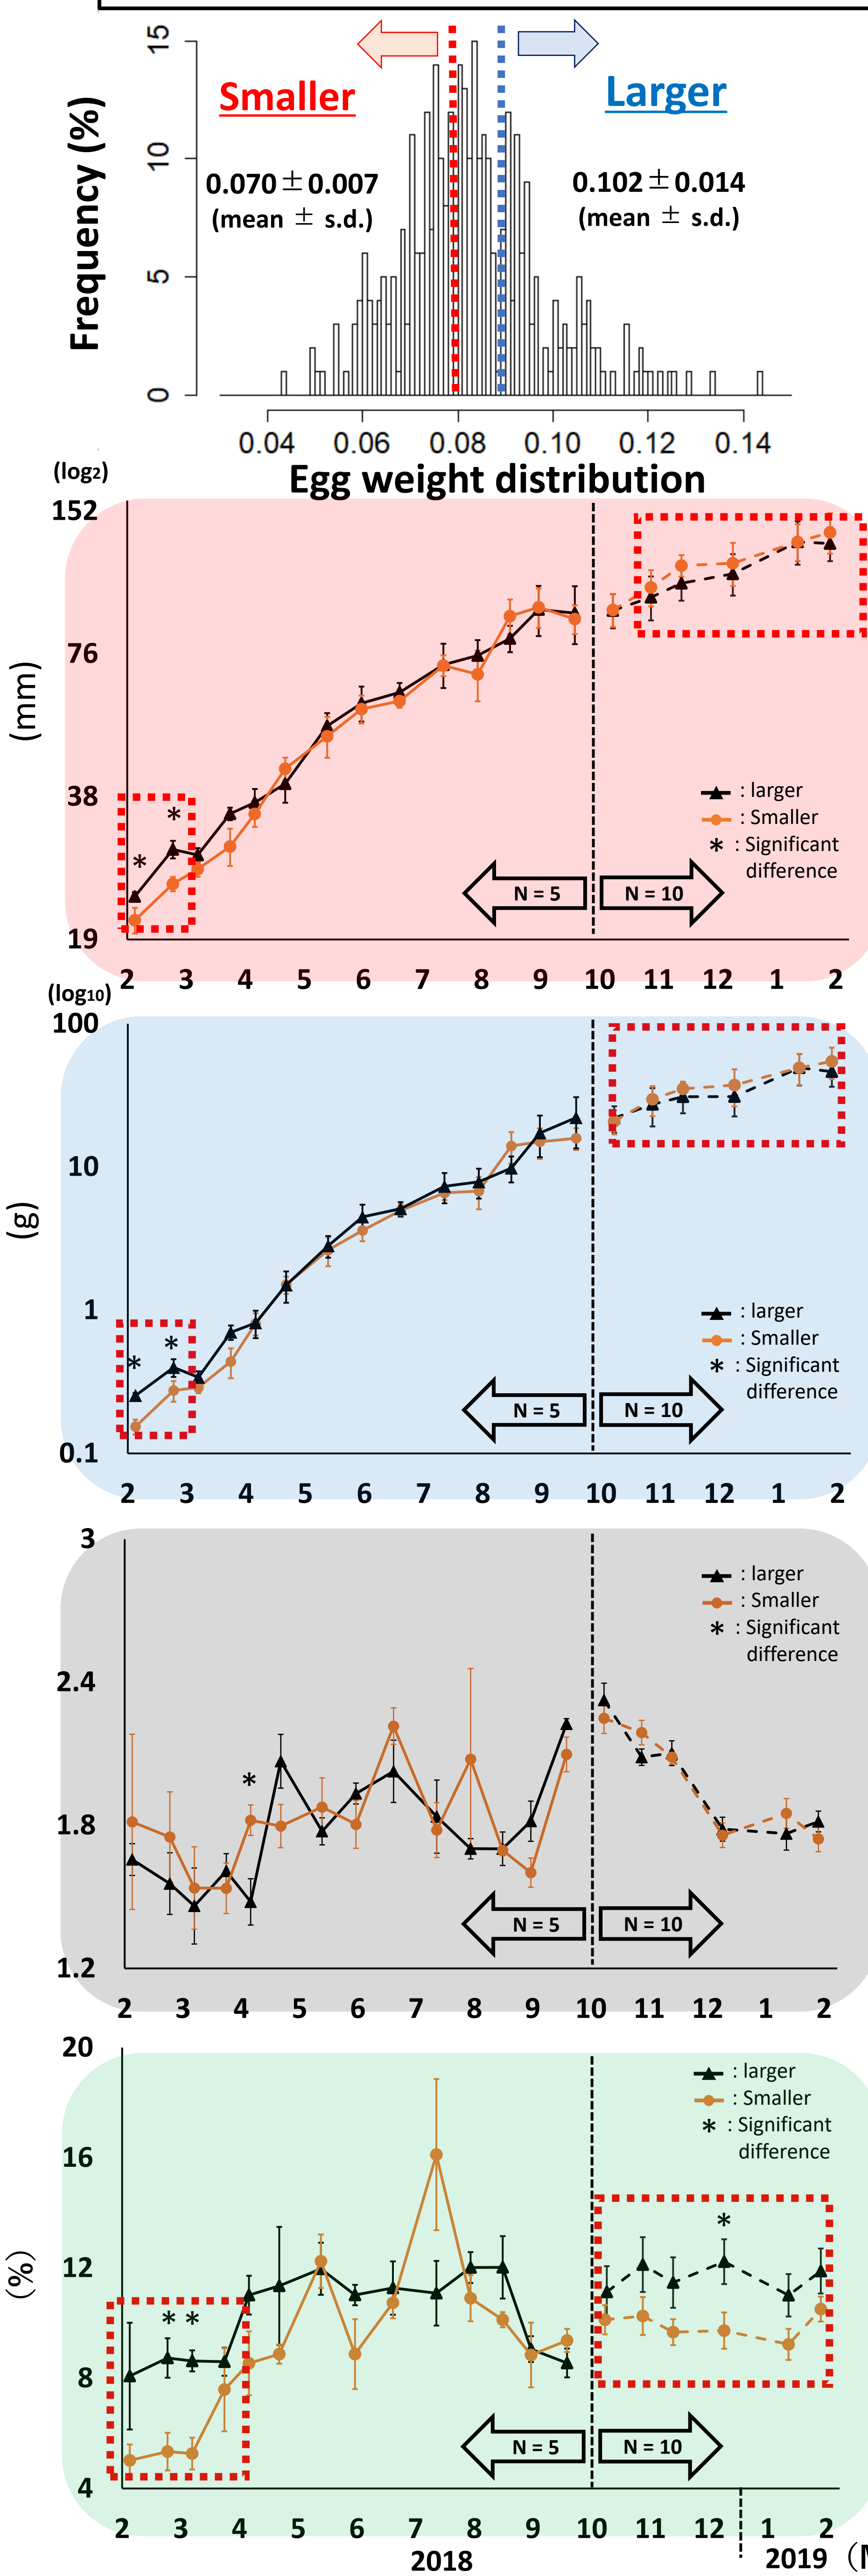 15
10
5
0
Frequency (%)
Smaller
Larger
0.070±0.007
(mean ± s.d.)
0.102±0.014
(mean ± s.d.)
0.04 0.06 0.08 0.10 0.12 0.14
Egg weight distribution
(log2)
152
76
38
19
(mm)
: larger
: Smaller
* : Significant
difference
*
*
N = 5
N = 10
2 3 4 5 6 7 8 9 10 11 12 1 2
(log10)
100
10
1
0.1
(g)
: larger
: Smaller
* : Significant
difference
*
*
N = 5
N = 10
2 3 4 5 6 7 8 9 10 11 12 1 2
3
2.4
1.8
1.2
: larger
: Smaller
* : Significant
difference
*
N = 5
N = 10
2 3 4 5 6 7 8 9 10 11 12 1 2
20
16
12
8
4
(%)
: larger
: Smaller
* : Significant
difference
* *
*
N = 5
N = 10
2 3 4 5 6 7 8 9 10 11 12 1 2
2018
2019